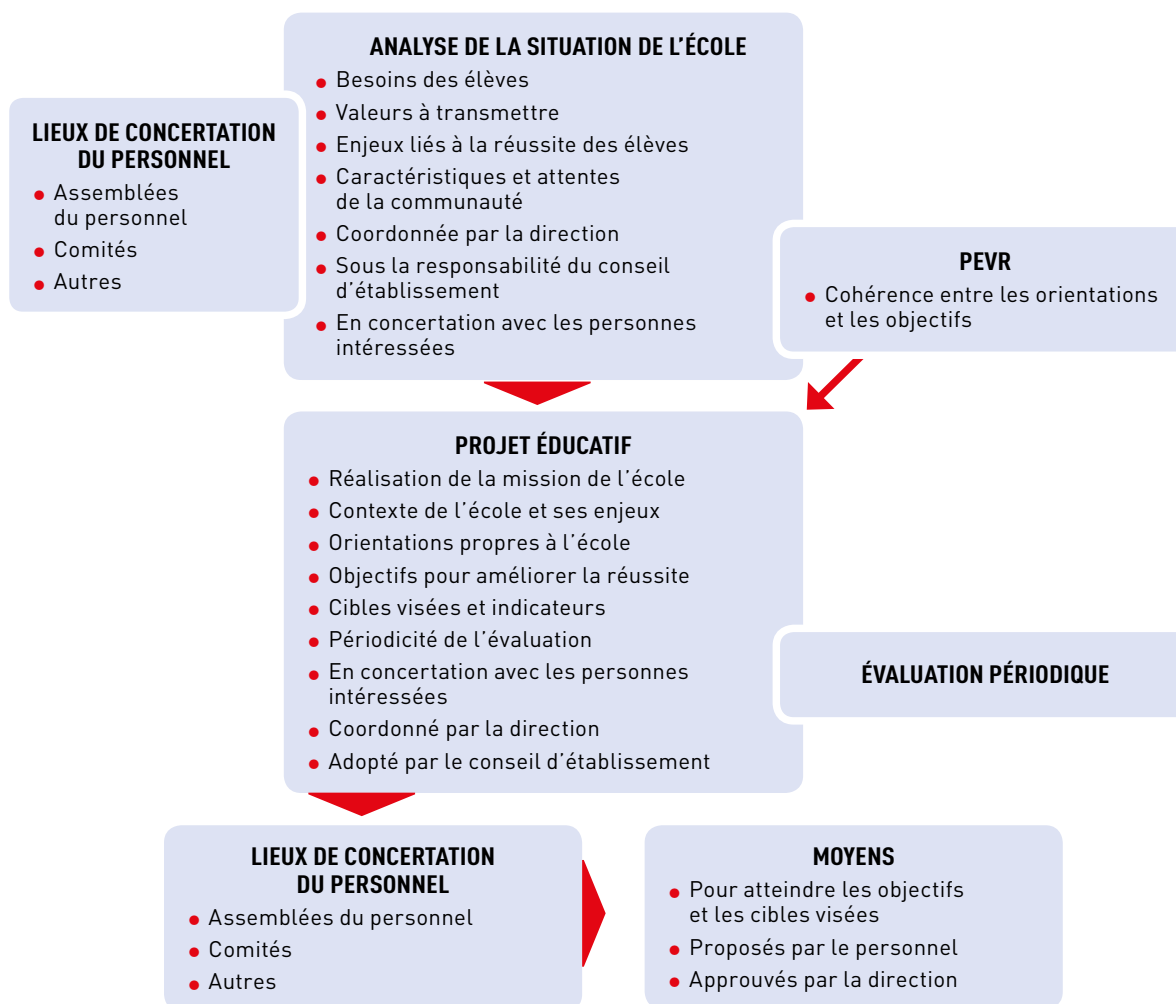 ANALYSE DE LA SITUATION DE L'ÉCOLE
• Besoins des élèves
• Valeurs à transmettre
• Enjeux liés à la réussite des élèves
• Caractéristiques et attentes
de la communauté
• Coordonnée par la direction
• Sous la responsabilité du conseil
d'établissement
• En concertation avec les personnes
intéressées
LIEUX DE CONCERTATION
DU PERSONNEL
• Assemblées
du personnel
• Comités
• Autres
PEVR
• Cohérence entre les orientations
et les objectifs
PROJET ÉDUCATIF
• Réalisation de la mission de l'école
• Contexte de l'école et ses enjeux
• Orientations propres à l'école
• Objectifs pour améliorer la réussite
• Cibles visées et indicateurs
• Périodicité de l'évaluation
• En concertation avec les personnes
intéressées
• Coordonné par la direction
• Adopté par le conseil d'établissement
ÉVALUATION PÉRIODIQUE
LIEUX DE CONCERTATION
DU PERSONNEL
• Assemblées du personnel
• Comités
• Autres
MOYENS
• Pour atteindre les objectifs
et les cibles visées
• Proposés par le personnel
• Approuvés par la direction